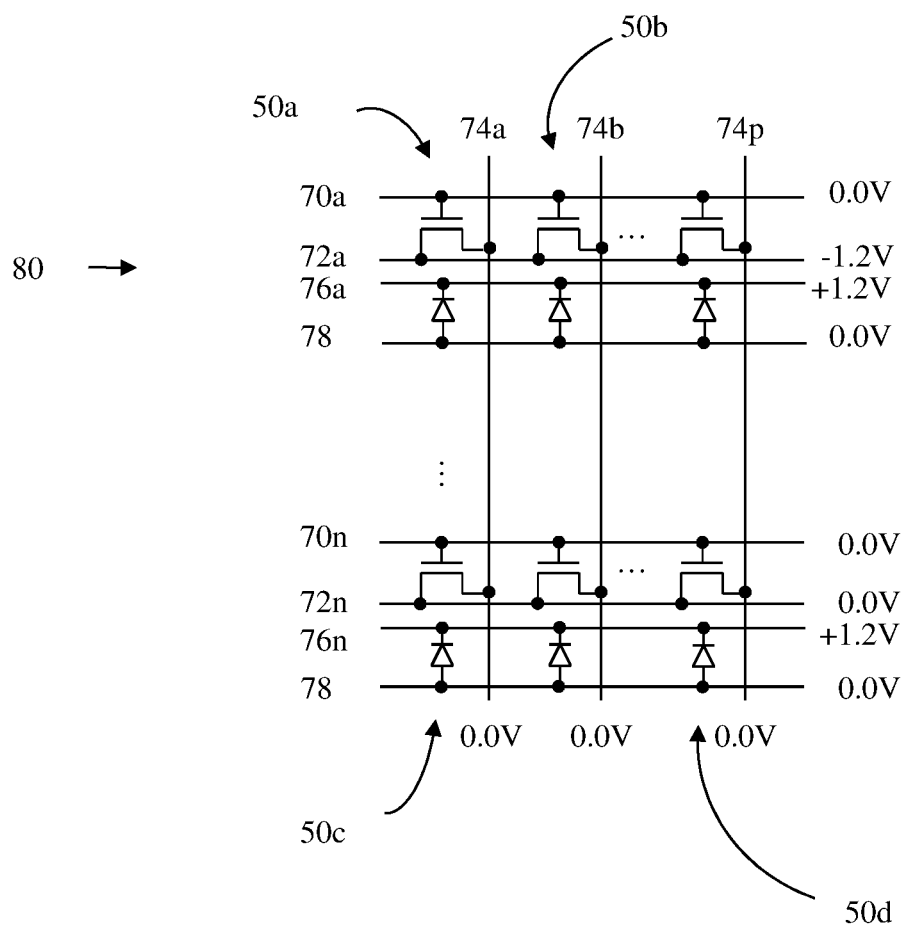 50b
50a
74a 74b 74p
70a 0.0V
...
80 72a -1.2V
76a +1.2V
78 0.0V
...
70n 0.0V
...
72n 0.0V
76n +1.2V
78 0.0V
0.0V 0.0V 0.0V
50c
50d